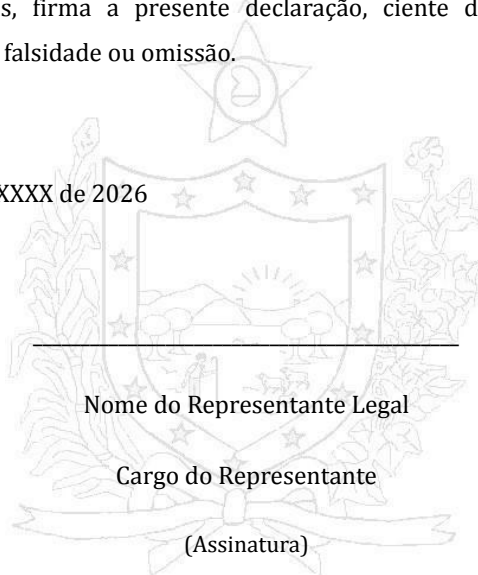 s, firma a presente declaração, ciente d
falsidade ou omissão.
XXXX de 2026
Nome do Representante Legal
Cargo do Representante
(Assinatura)